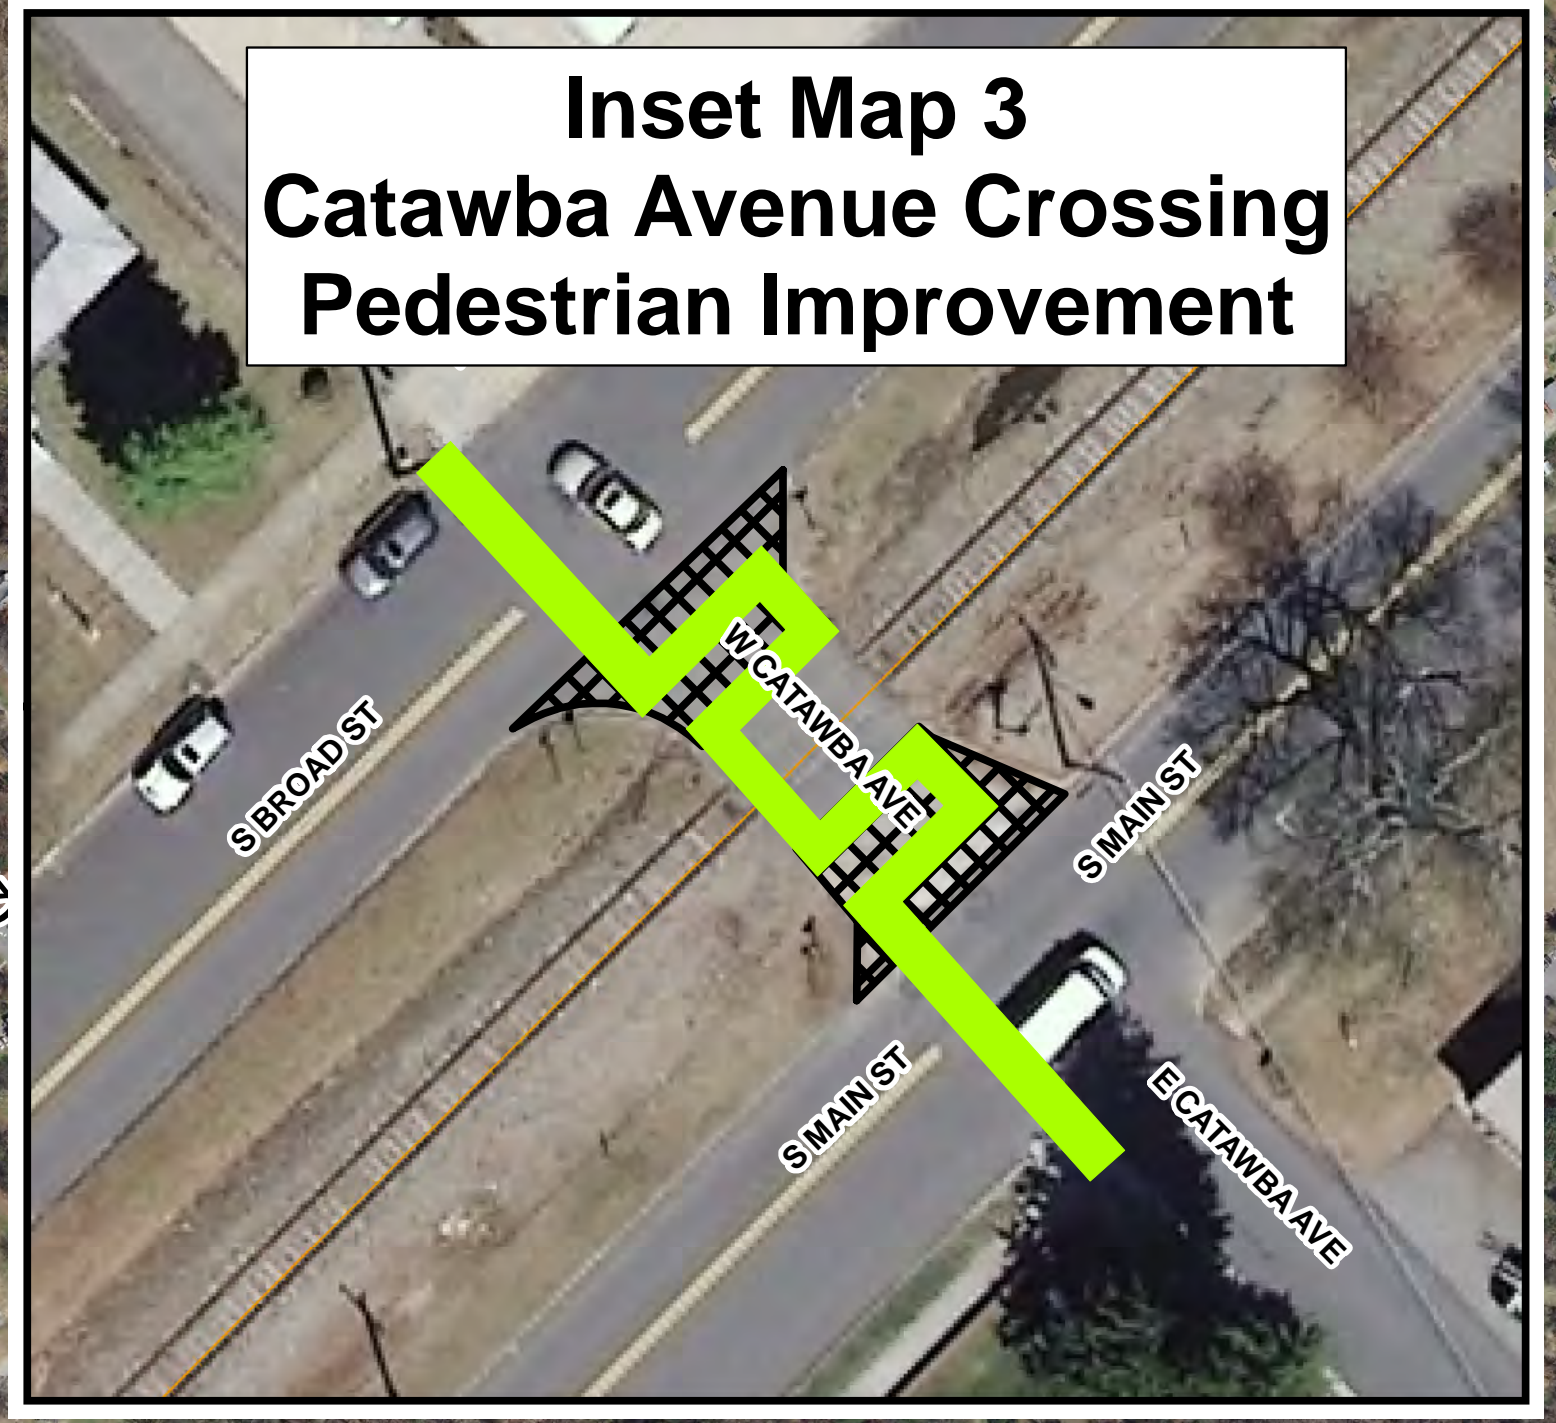 Inset Map 3
Catawba Avenue Crossing
Pedestrian Improvement
W CATAWBA AVE
S BROAD ST
S MAIN ST
S MAIN ST
E CATAWBA AVE